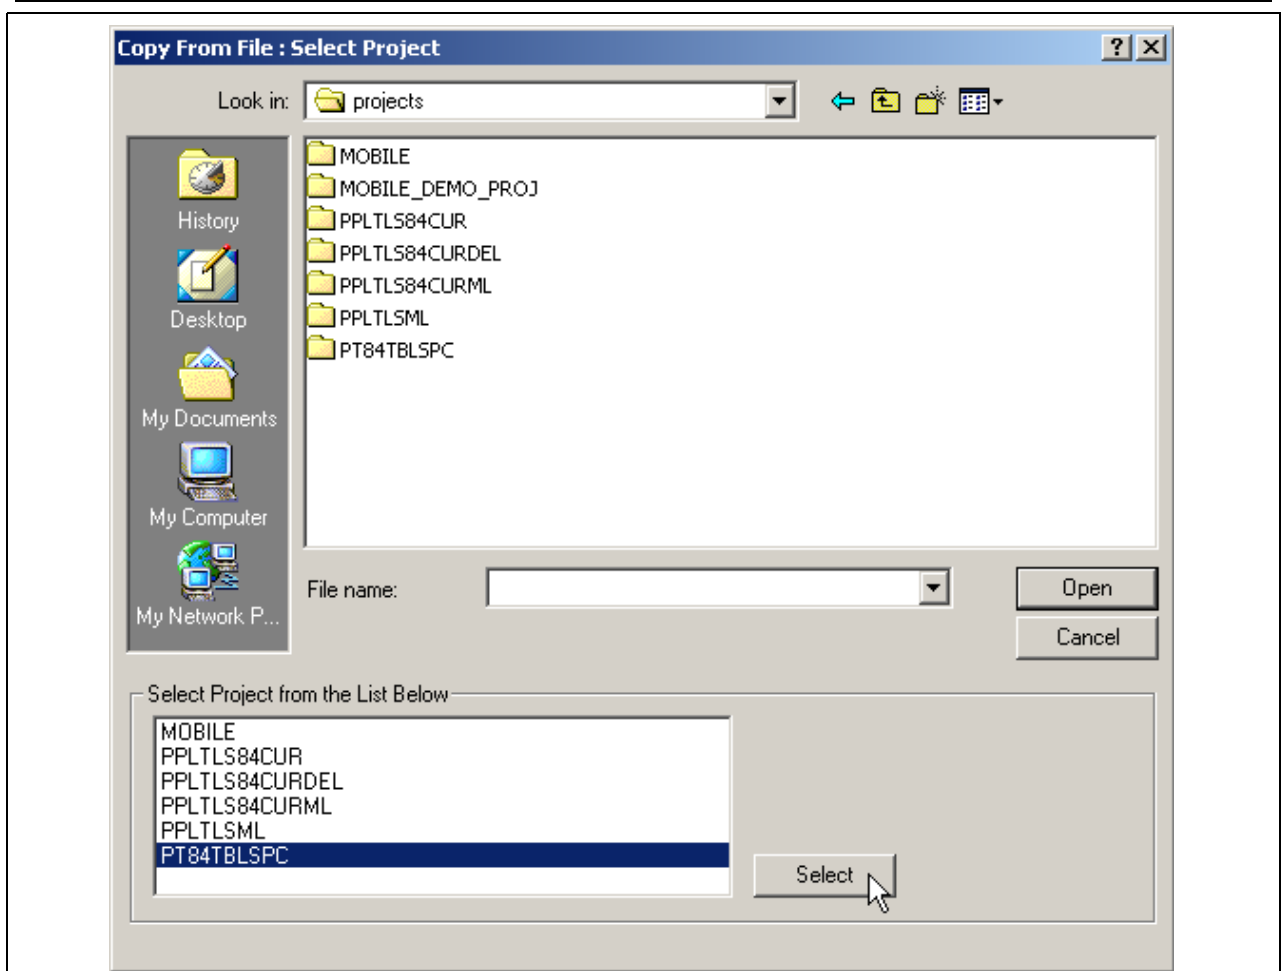 Copy From File : Select Project
Look in: projects
History
Desktop
My Documents
My Computer
My Network P...
MOBILE
MOBILE_DEMO_PROJ
PPLTLS84CUR
PPLTLS84CURDEL
PPLTLS84CURML
PPLTLSML
PT84TBLSPC
File name:
Open
Cancel
Select Project from the List Below
MOBILE
PPLTLS84CUR
PPLTLS84CURDEL
PPLTLS84CURML
PPLTLSML
PT84TBLSPC
Select